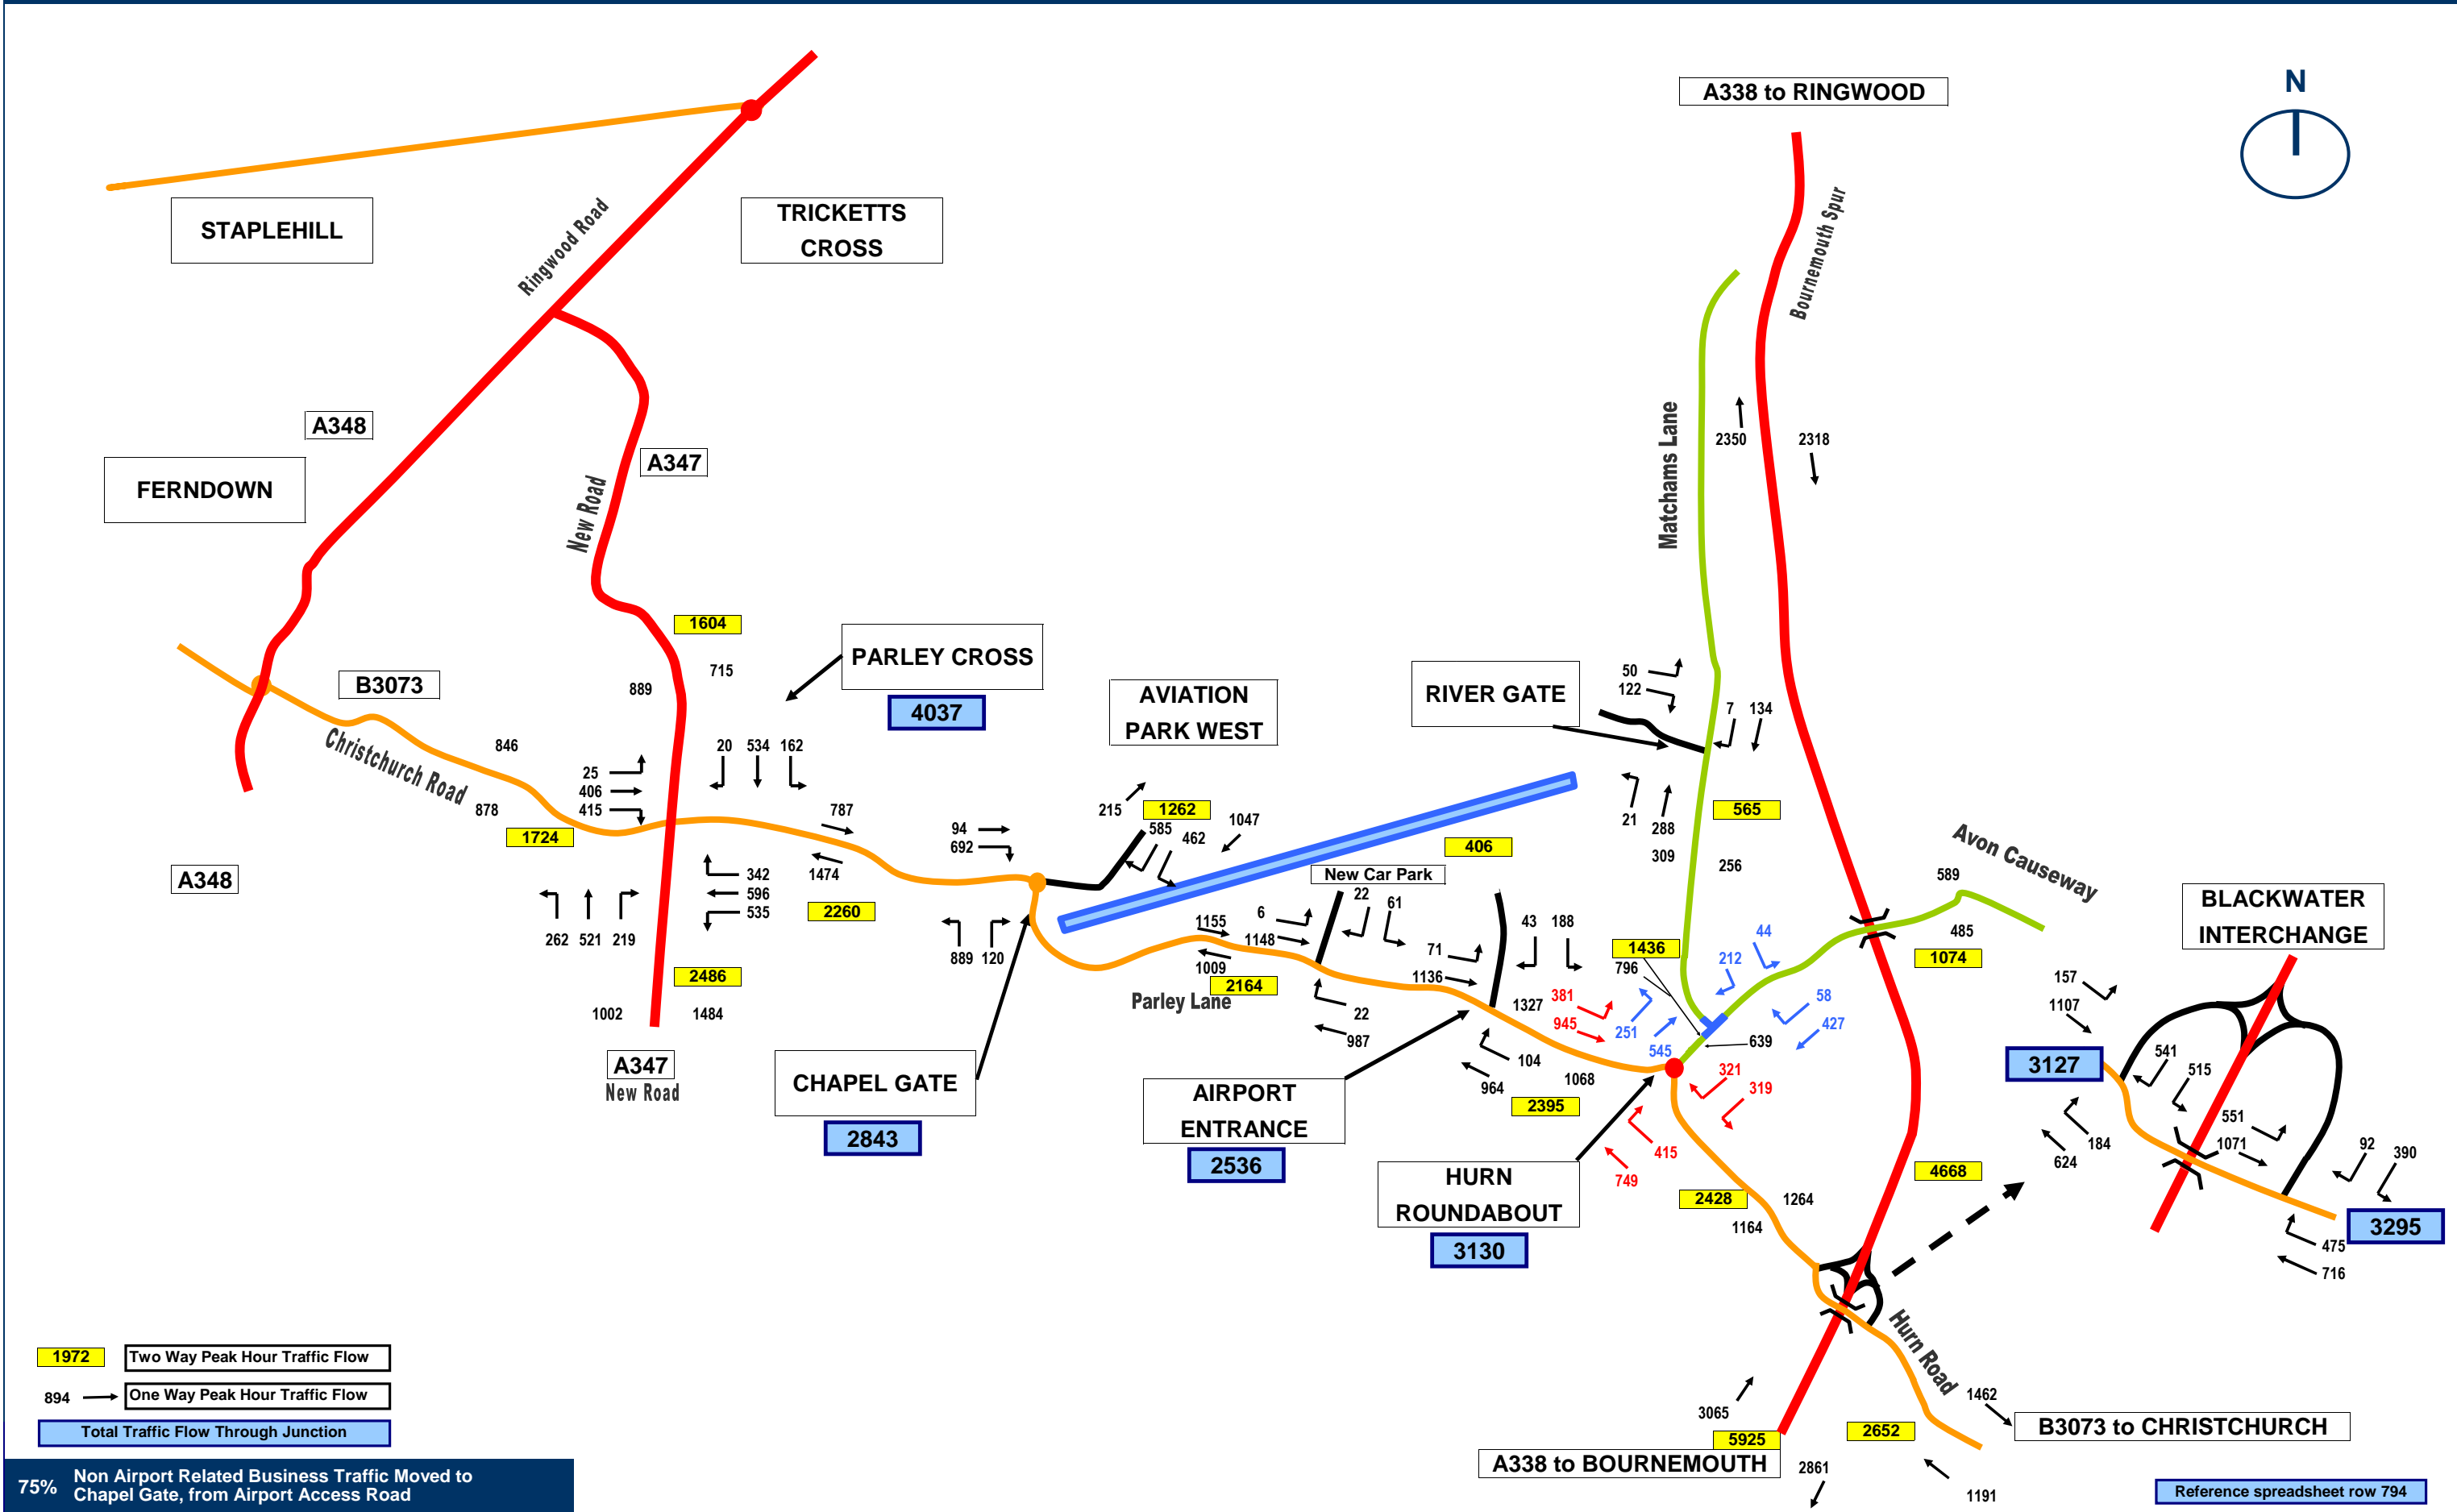 A338 to RINGWOOD
N
STAPLEHILL
TRICKETTS
CROSS
Ringwood Road
Bournemouth Spur
A348
A347
FERNDOWN
New Road
Matchams Lane
2350
2318
1604
715
889
PARLEY CROSS
4037
B3073
Christchurch Road
846
878
1724
25
406
415
20
534
162
787
1474
2260
342
596
535
262
521
219
2486
1002
1484
A348
A347
New Road
AVIATION
PARK WEST
215
1262
585
462
1047
94
692
889
120
CHAPEL GATE
2843
406
New Car Park
22
61
6
1155
1148
1009
2164
Parley Lane
22
987
71
1136
43
188
1327
104
964
1068
2395
AIRPORT
ENTRANCE
2536
RIVER GATE
50
122
7
134
21
288
309
256
565
1436
796
212
44
58
427
251
545
639
381
945
321
319
415
749
HURN
ROUNDABOUT
3130
Avon Causeway
589
485
1074
BLACKWATER
INTERCHANGE
157
1107
3127
541
515
551
1071
184
624
92
390
3295
475
716
4668
2428
1264
1164
Hurn Road
1462
3065
5925
2652
B3073 to CHRISTCHURCH
A338 to BOURNEMOUTH
2861
1191
1972 Two Way Peak Hour Traffic Flow
894 One Way Peak Hour Traffic Flow
Total Traffic Flow Through Junction
75% Non Airport Related Business Traffic Moved to
Chapel Gate, from Airport Access Road
Reference spreadsheet row 794